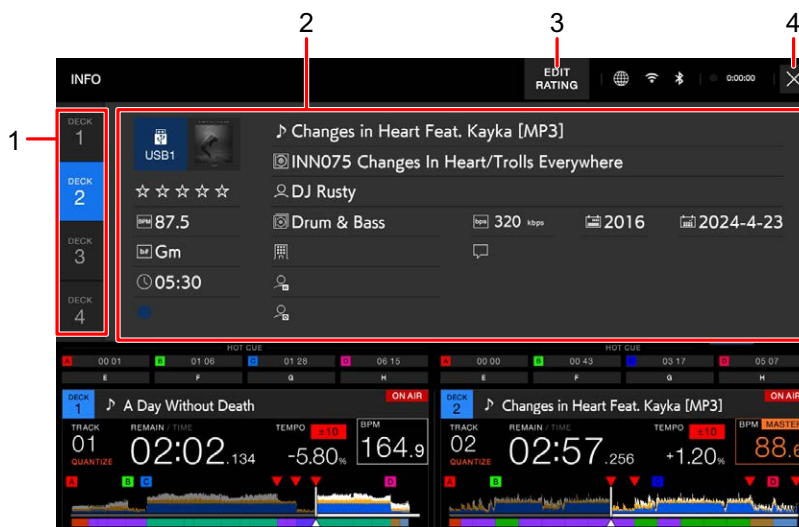 2
3
4
INFO
EDIT
RATING
0:00:00
1
DECK
1
USB1
Changes in Heart Feat. Kayka [MP3]
INN075 Changes In Heart/Trolls Everywhere
DECK
2
DJ Rusty
BPM 87.5
Drum & Bass
bps 320 kbps
2016
2024-4-23
DECK
3
Gm
05:30
DECK
4
HOT CUE
HOT CUE
A 00 01 B 01 06 C 01 28 D 06 15
A 00 00 B 00 43 C 03 17 D 05 07
E F G H
E F G H
DECK
1
A Day Without Death
ON AIR
DECK
2
Changes in Heart Feat. Kayka [MP3]
ON AIR
TRACK
01
QUANTIZE
REMAIN / TIME
02:02.134
TEMPO ±10
-5.80%
BPM
164.9
TRACK
02
QUANTIZE
REMAIN / TIME
02:57.256
TEMPO ±10
+1.20%
BPM MASTER
88.6
A B C D
A B C D